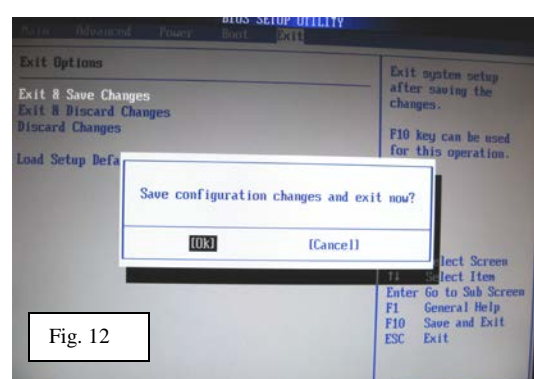 BIOS SETUP UTILITY
Main Advanced Power Boot Exit
Exit Options
Exit & Save Changes
Exit & Discard Changes
Discard Changes
Load Setup Defa
Exit system setup
after saving the
changes.
F10 key can be used
for this operation.
Save configuration changes and exit now?
[Ok] [Cancel]
lect Screen
↑↓ Select Item
Enter Go to Sub Screen
F1 General Help
F10 Save and Exit
ESC Exit
Fig. 12